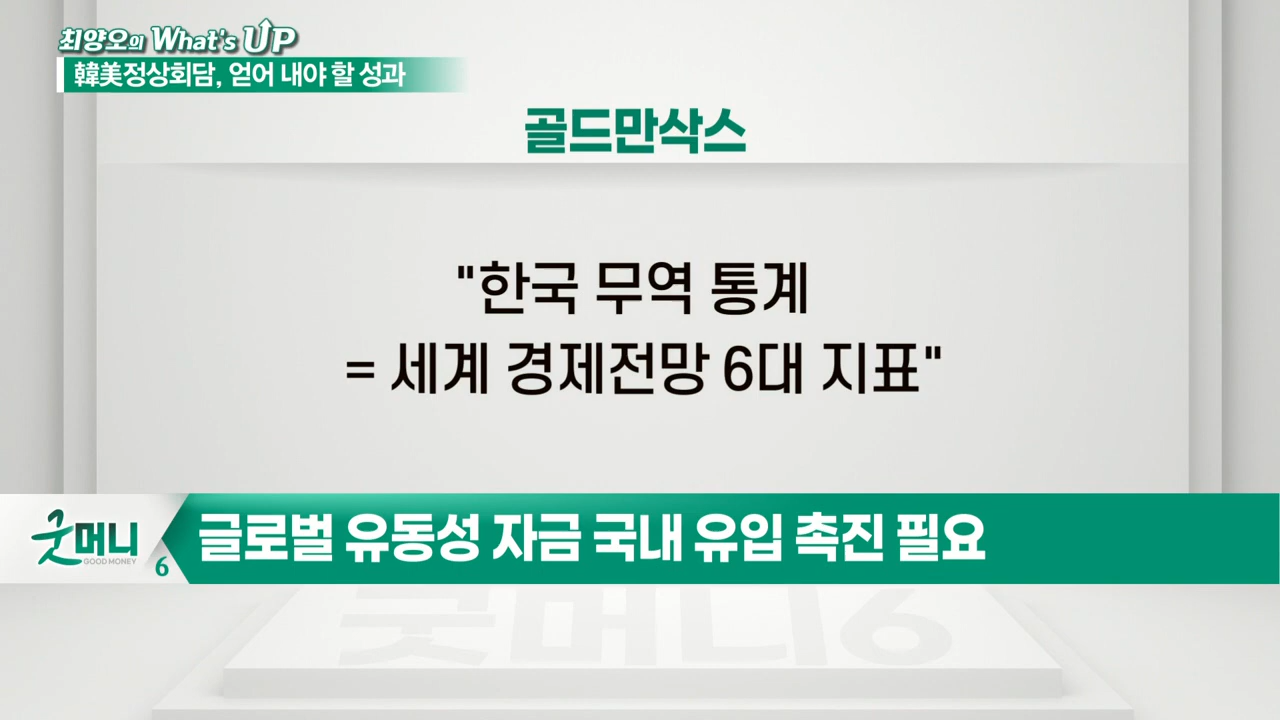 최양오의 What's UP
韓美정상회담, 얻어 내야 할 성과
골드만삭스
"한국 무역 통계
= 세계 경제전망 6대 지표"
굿머니 6
GOOD MONEY
글로벌 유동성 자금 국내 유입 촉진 필요
굿머니6